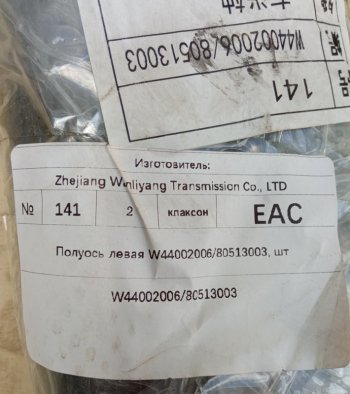 W44002006/80513003
141
Изготовитель:
Zhejiang Winliyang Transmission Co., LTD
№ 141 2 клаксон EAC
Полуось левая W44002006/80513003, шт
W44002006/80513003